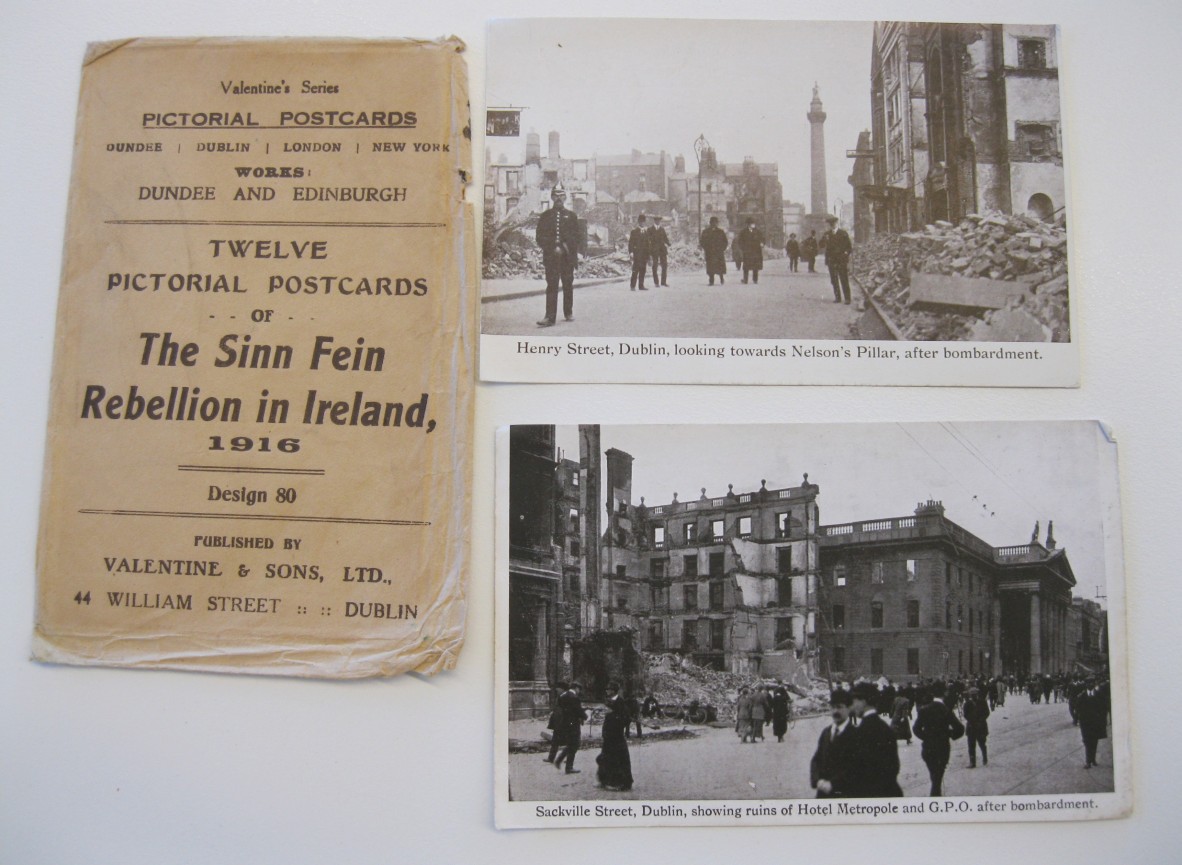 Valentine's Series
PICTORIAL POSTCARDS
DUNDEE | DUBLIN | LONDON | NEW YORK
WORKS:
DUNDEE AND EDINBURGH
TWELVE
PICTORIAL POSTCARDS
- - OF - -
The Sinn Fein
Rebellion in Ireland,
1916
Design 80
PUBLISHED BY
VALENTINE & SONS, LTD.,
44 WILLIAM STREET :: :: DUBLIN
Henry Street, Dublin, looking towards Nelson's Pillar, after bombardment.
Sackville Street, Dublin, showing ruins of Hotel Metropole and G.P.O. after bombardment.